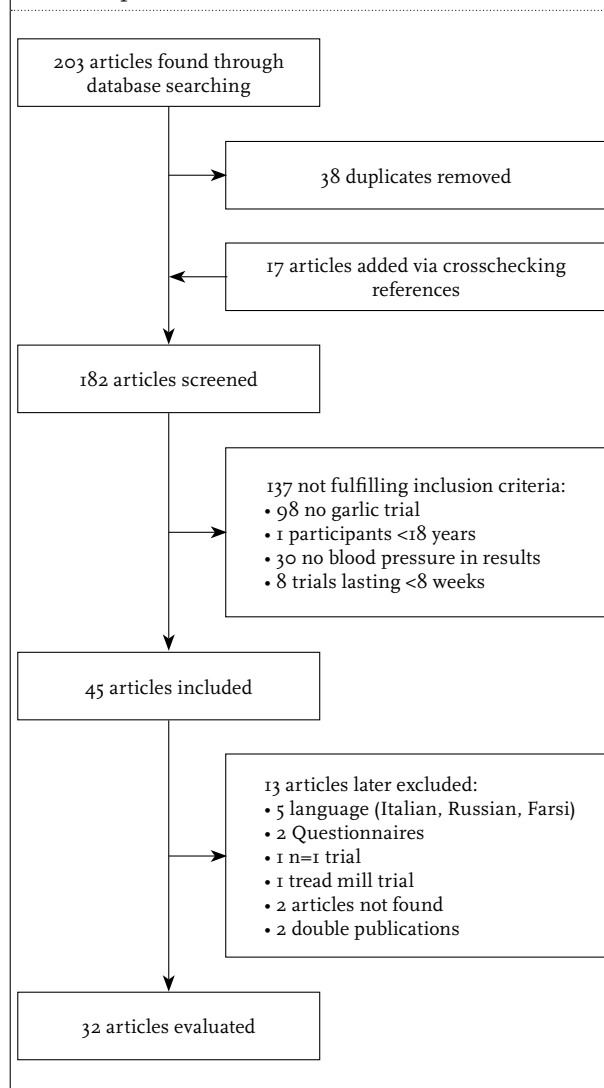 203 articles found through
database searching
38 duplicates removed
17 articles added via crosschecking
references
182 articles screened
137 not fulfilling inclusion criteria:
• 98 no garlic trial
• 1 participants <18 years
• 30 no blood pressure in results
• 8 trials lasting <8 weeks
45 articles included
13 articles later excluded:
• 5 language (Italian, Russian, Farsi)
• 2 Questionnaires
• 1 n=1 trial
• 1 tread mill trial
• 2 articles not found
• 2 double publications
32 articles evaluated